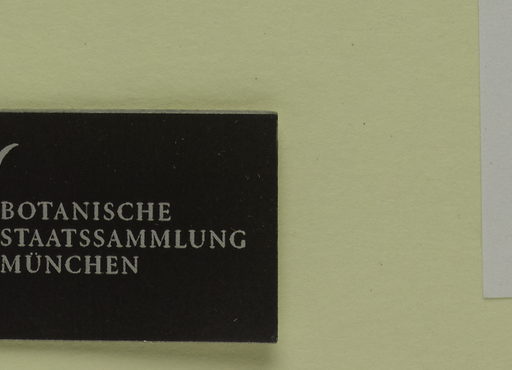 BOTANISCHE
STAATSSAMMLUNG
MÜNCHEN